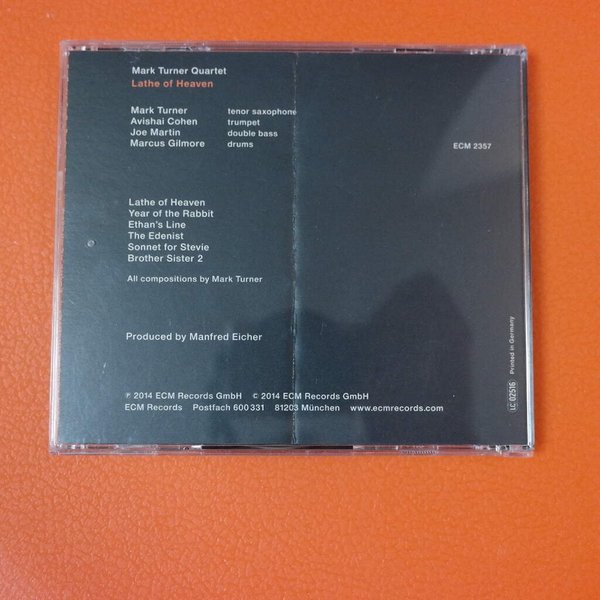 Mark Turner Quartet
Lathe of Heaven
Mark Turner tenor saxophone
Avishai Cohen trumpet
Joe Martin double bass
Marcus Gilmore drums
ECM 2357
Lathe of Heaven
Year of the Rabbit
Ethan's Line
The Edenist
Sonnet for Stevie
Brother Sister 2
All compositions by Mark Turner
Produced by Manfred Eicher
℗ 2014 ECM Records GmbH © 2014 ECM Records GmbH
ECM Records Postfach 600 331 81203 München www.ecmrecords.com
LC 02516 Printed in Germany